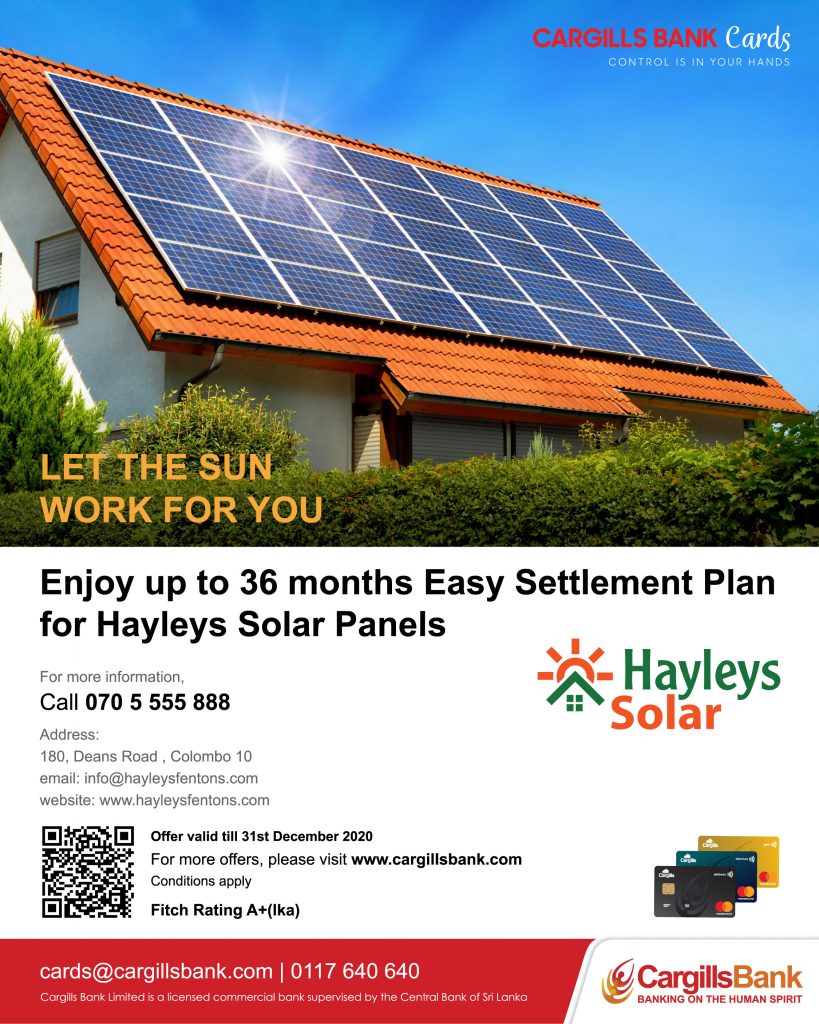 CARGILLS BANK Cards
CONTROL IS IN YOUR HANDS
LET THE SUN
WORK FOR YOU
Enjoy up to 36 months Easy Settlement Plan
for Hayleys Solar Panels
Hayleys
Solar
For more information,
Call 070 5 555 888
Address:
180, Deans Road , Colombo 10
email: info@hayleysfentons.com
website: www.hayleysfentons.com
Offer valid till 31st December 2020
For more offers, please visit www.cargillsbank.com
Conditions apply
Fitch Rating A+(lka)
Cargills
platinum
cards@cargillsbank.com | 0117 640 640
Cargills Bank Limited is a licensed commercial bank supervised by the Central Bank of Sri Lanka
CargillsBank
BANKING ON THE HUMAN SPIRIT